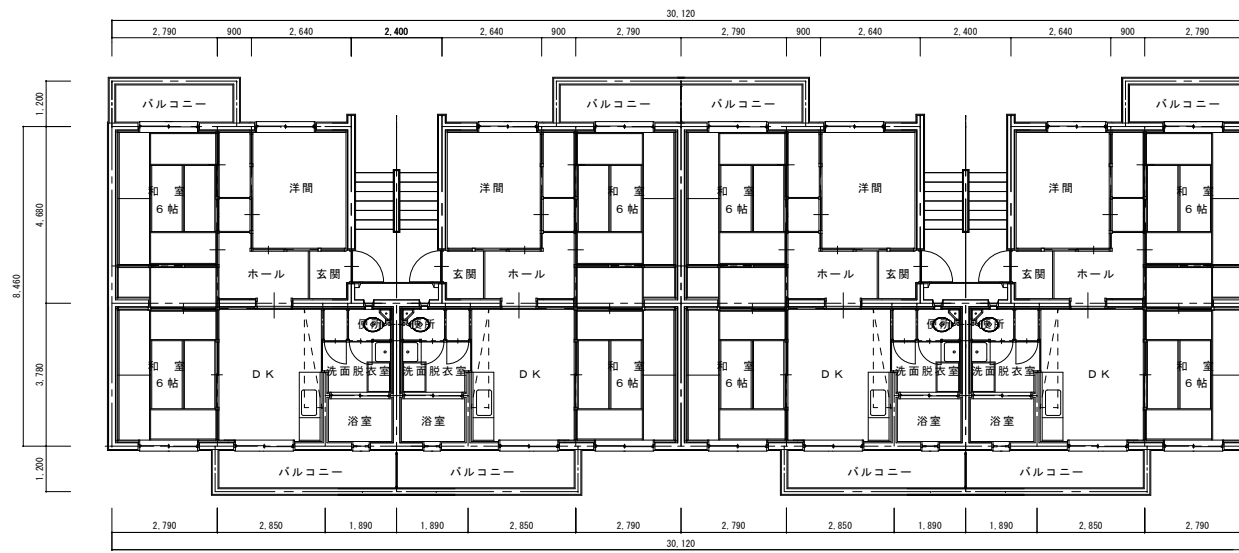 30,120
2,790 900 2,640 2,400 2,640 900 2,790 2,790 900 2,640 2,400 2,640 900 2,790
1,200
バルコニー バルコニー バルコニー バルコニー
8,460
4,680
和室 洋間 洋間 和室 和室 洋間 洋間 和室
6帖 6帖 6帖 6帖
ホール 玄関 玄関 ホール ホール 玄関 玄関 ホール
3,780
便所 便所 便所 便所
和室 DK 洗面脱衣室 洗面脱衣室 DK 和室 和室 DK 洗面脱衣室 洗面脱衣室 DK 和室
6帖 6帖 6帖 6帖
浴室 浴室 浴室 浴室
1,200
バルコニー バルコニー バルコニー バルコニー
2,790 2,850 1,890 1,890 2,850 2,790 2,790 2,850 1,890 1,890 2,850 2,790
30,120